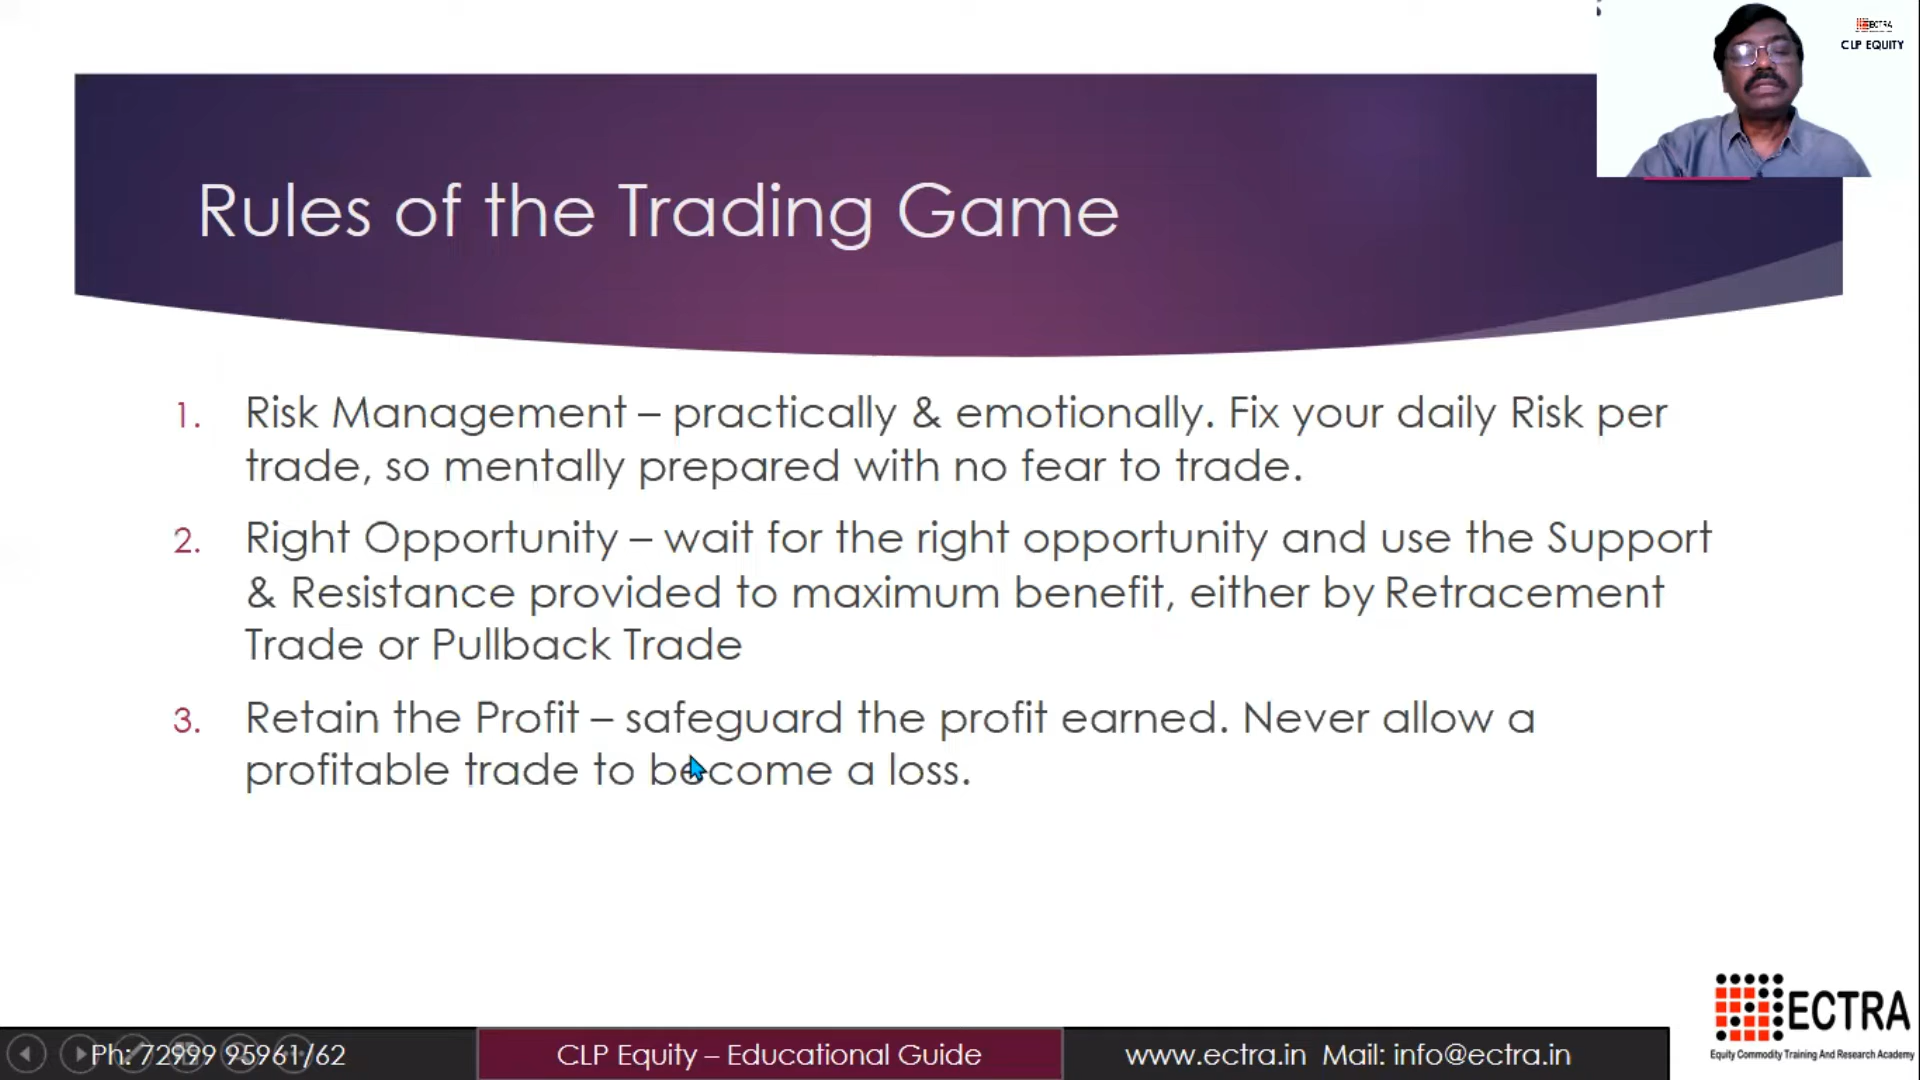 ECTRA
CLP EQUITY
Rules of the Trading Game
1. Risk Management – practically & emotionally. Fix your daily Risk per
trade, so mentally prepared with no fear to trade.
2. Right Opportunity – wait for the right opportunity and use the Support
& Resistance provided to maximum benefit, either by Retracement
Trade or Pullback Trade
3. Retain the Profit – safeguard the profit earned. Never allow a
profitable trade to become a loss.
ECTRA
Equity Commodity Training And Research Academy
Ph: 72999 95961/62
CLP Equity – Educational Guide
www.ectra.in Mail: info@ectra.in